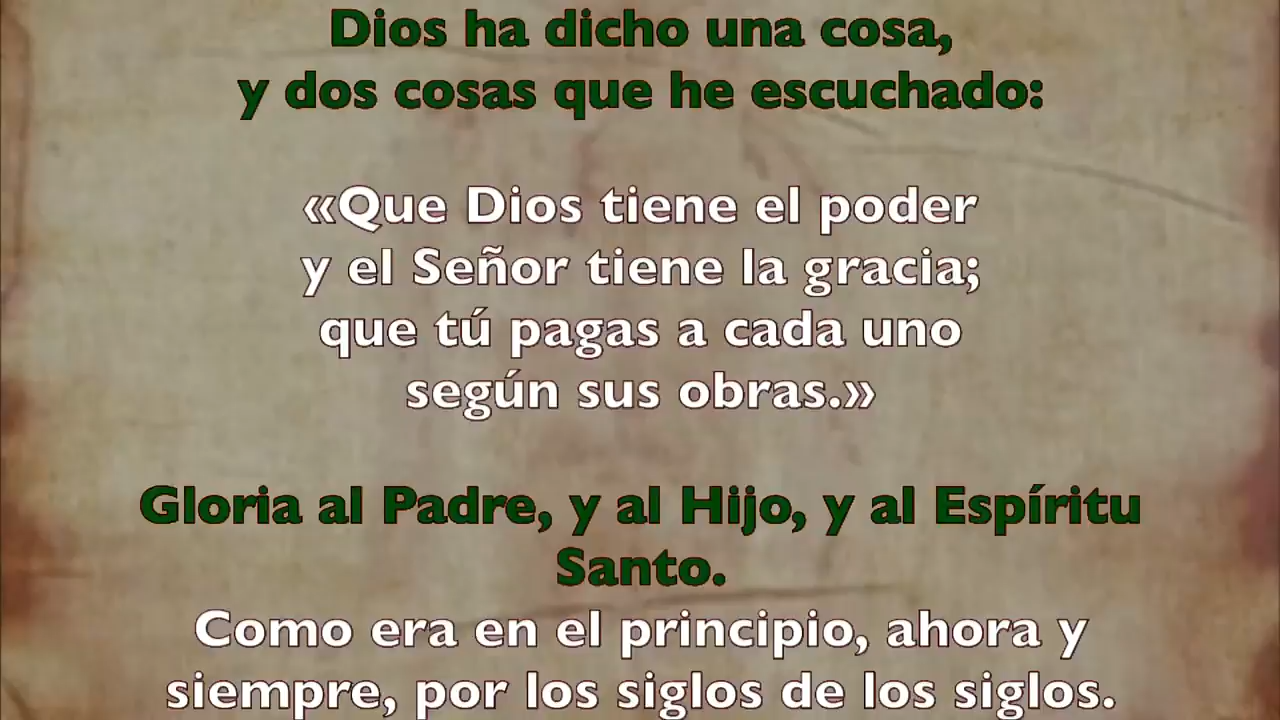 Dios ha dicho una cosa,
y dos cosas que he escuchado:
«Que Dios tiene el poder
y el Señor tiene la gracia;
que tú pagas a cada uno
según sus obras.»
Gloria al Padre, y al Hijo, y al Espíritu
Santo.
Como era en el principio, ahora y
siempre, por los siglos de los siglos.